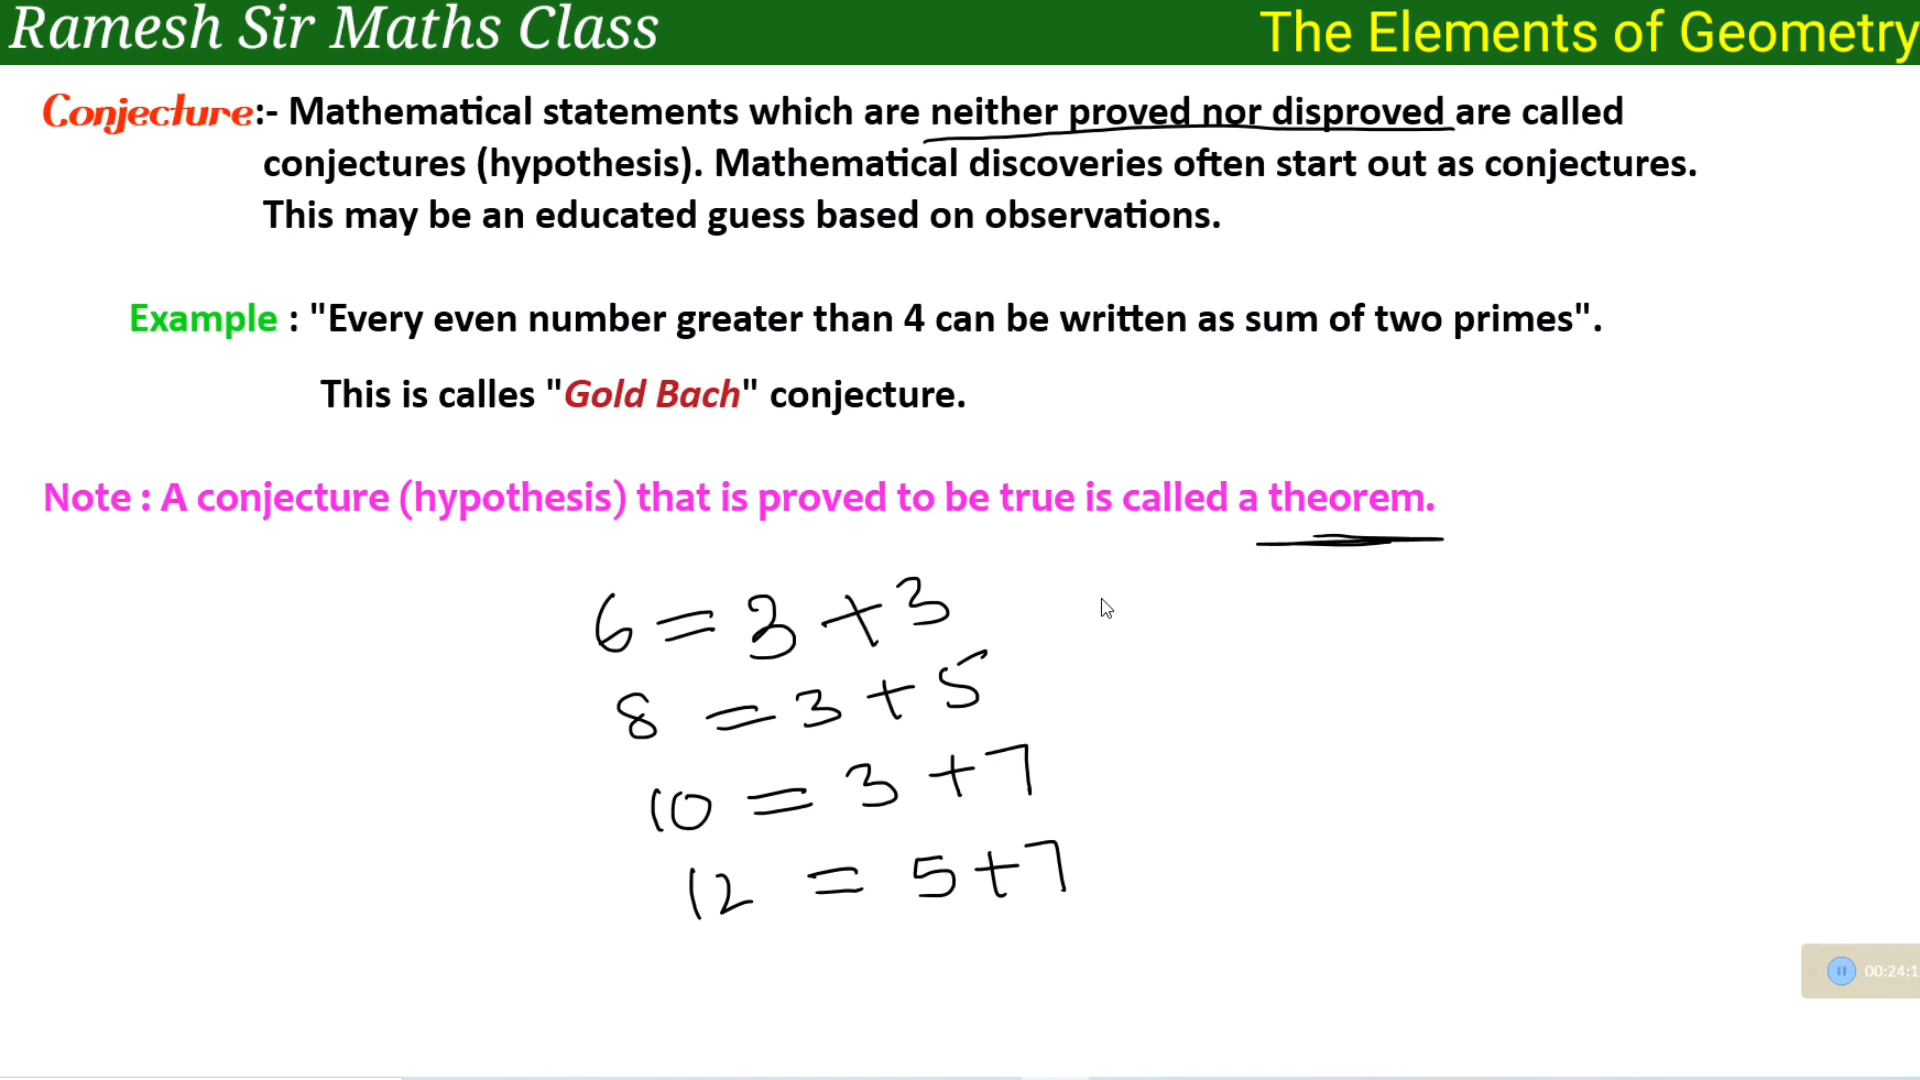 Ramesh Sir Maths Class
The Elements of Geometry
Conjecture:- Mathematical statements which are neither proved nor disproved are called
conjectures (hypothesis). Mathematical discoveries often start out as conjectures.
This may be an educated guess based on observations.
Example : "Every even number greater than 4 can be written as sum of two primes".
This is calles "Gold Bach" conjecture.
Note : A conjecture (hypothesis) that is proved to be true is called a theorem.
6 = 3 + 3
8 = 3 + 5
10 = 3 + 7
12 = 5 + 7
00:24:1